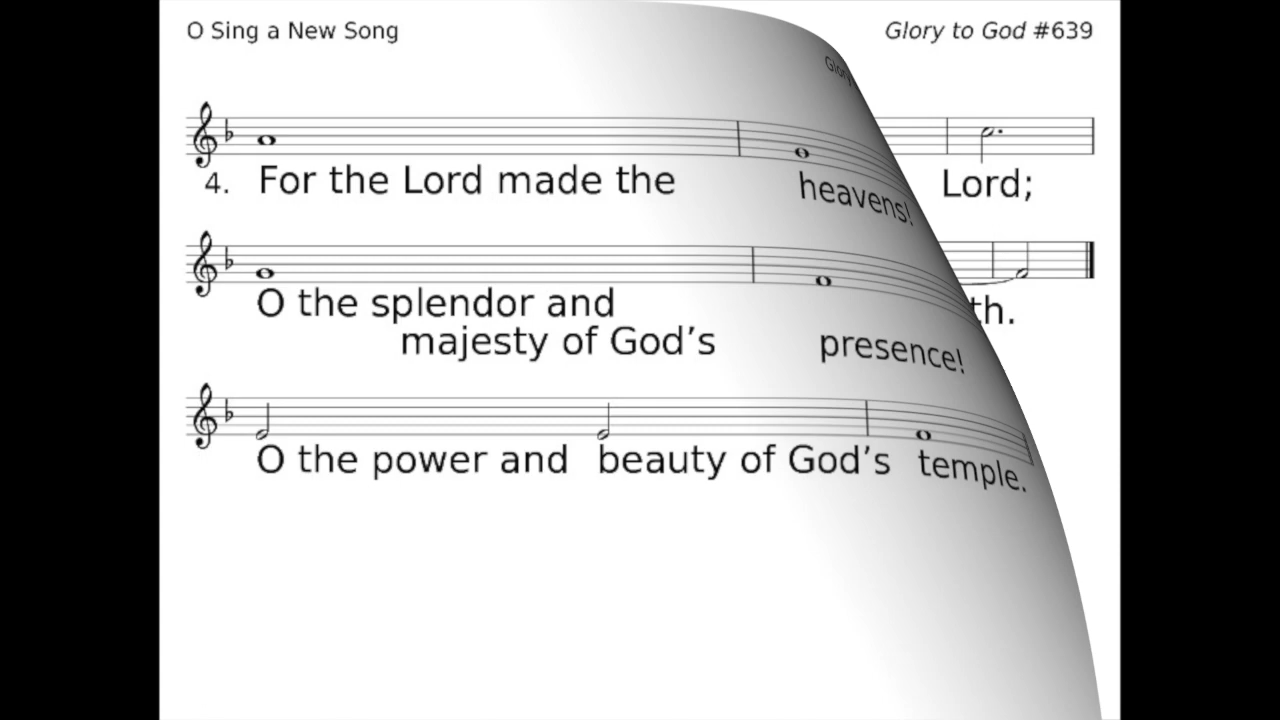 O Sing a New Song Glory to God #639
4. For the Lord made the heavens! Lord;
O the splendor and
majesty of God’s presence! th.
O the power and beauty of God’s temple.